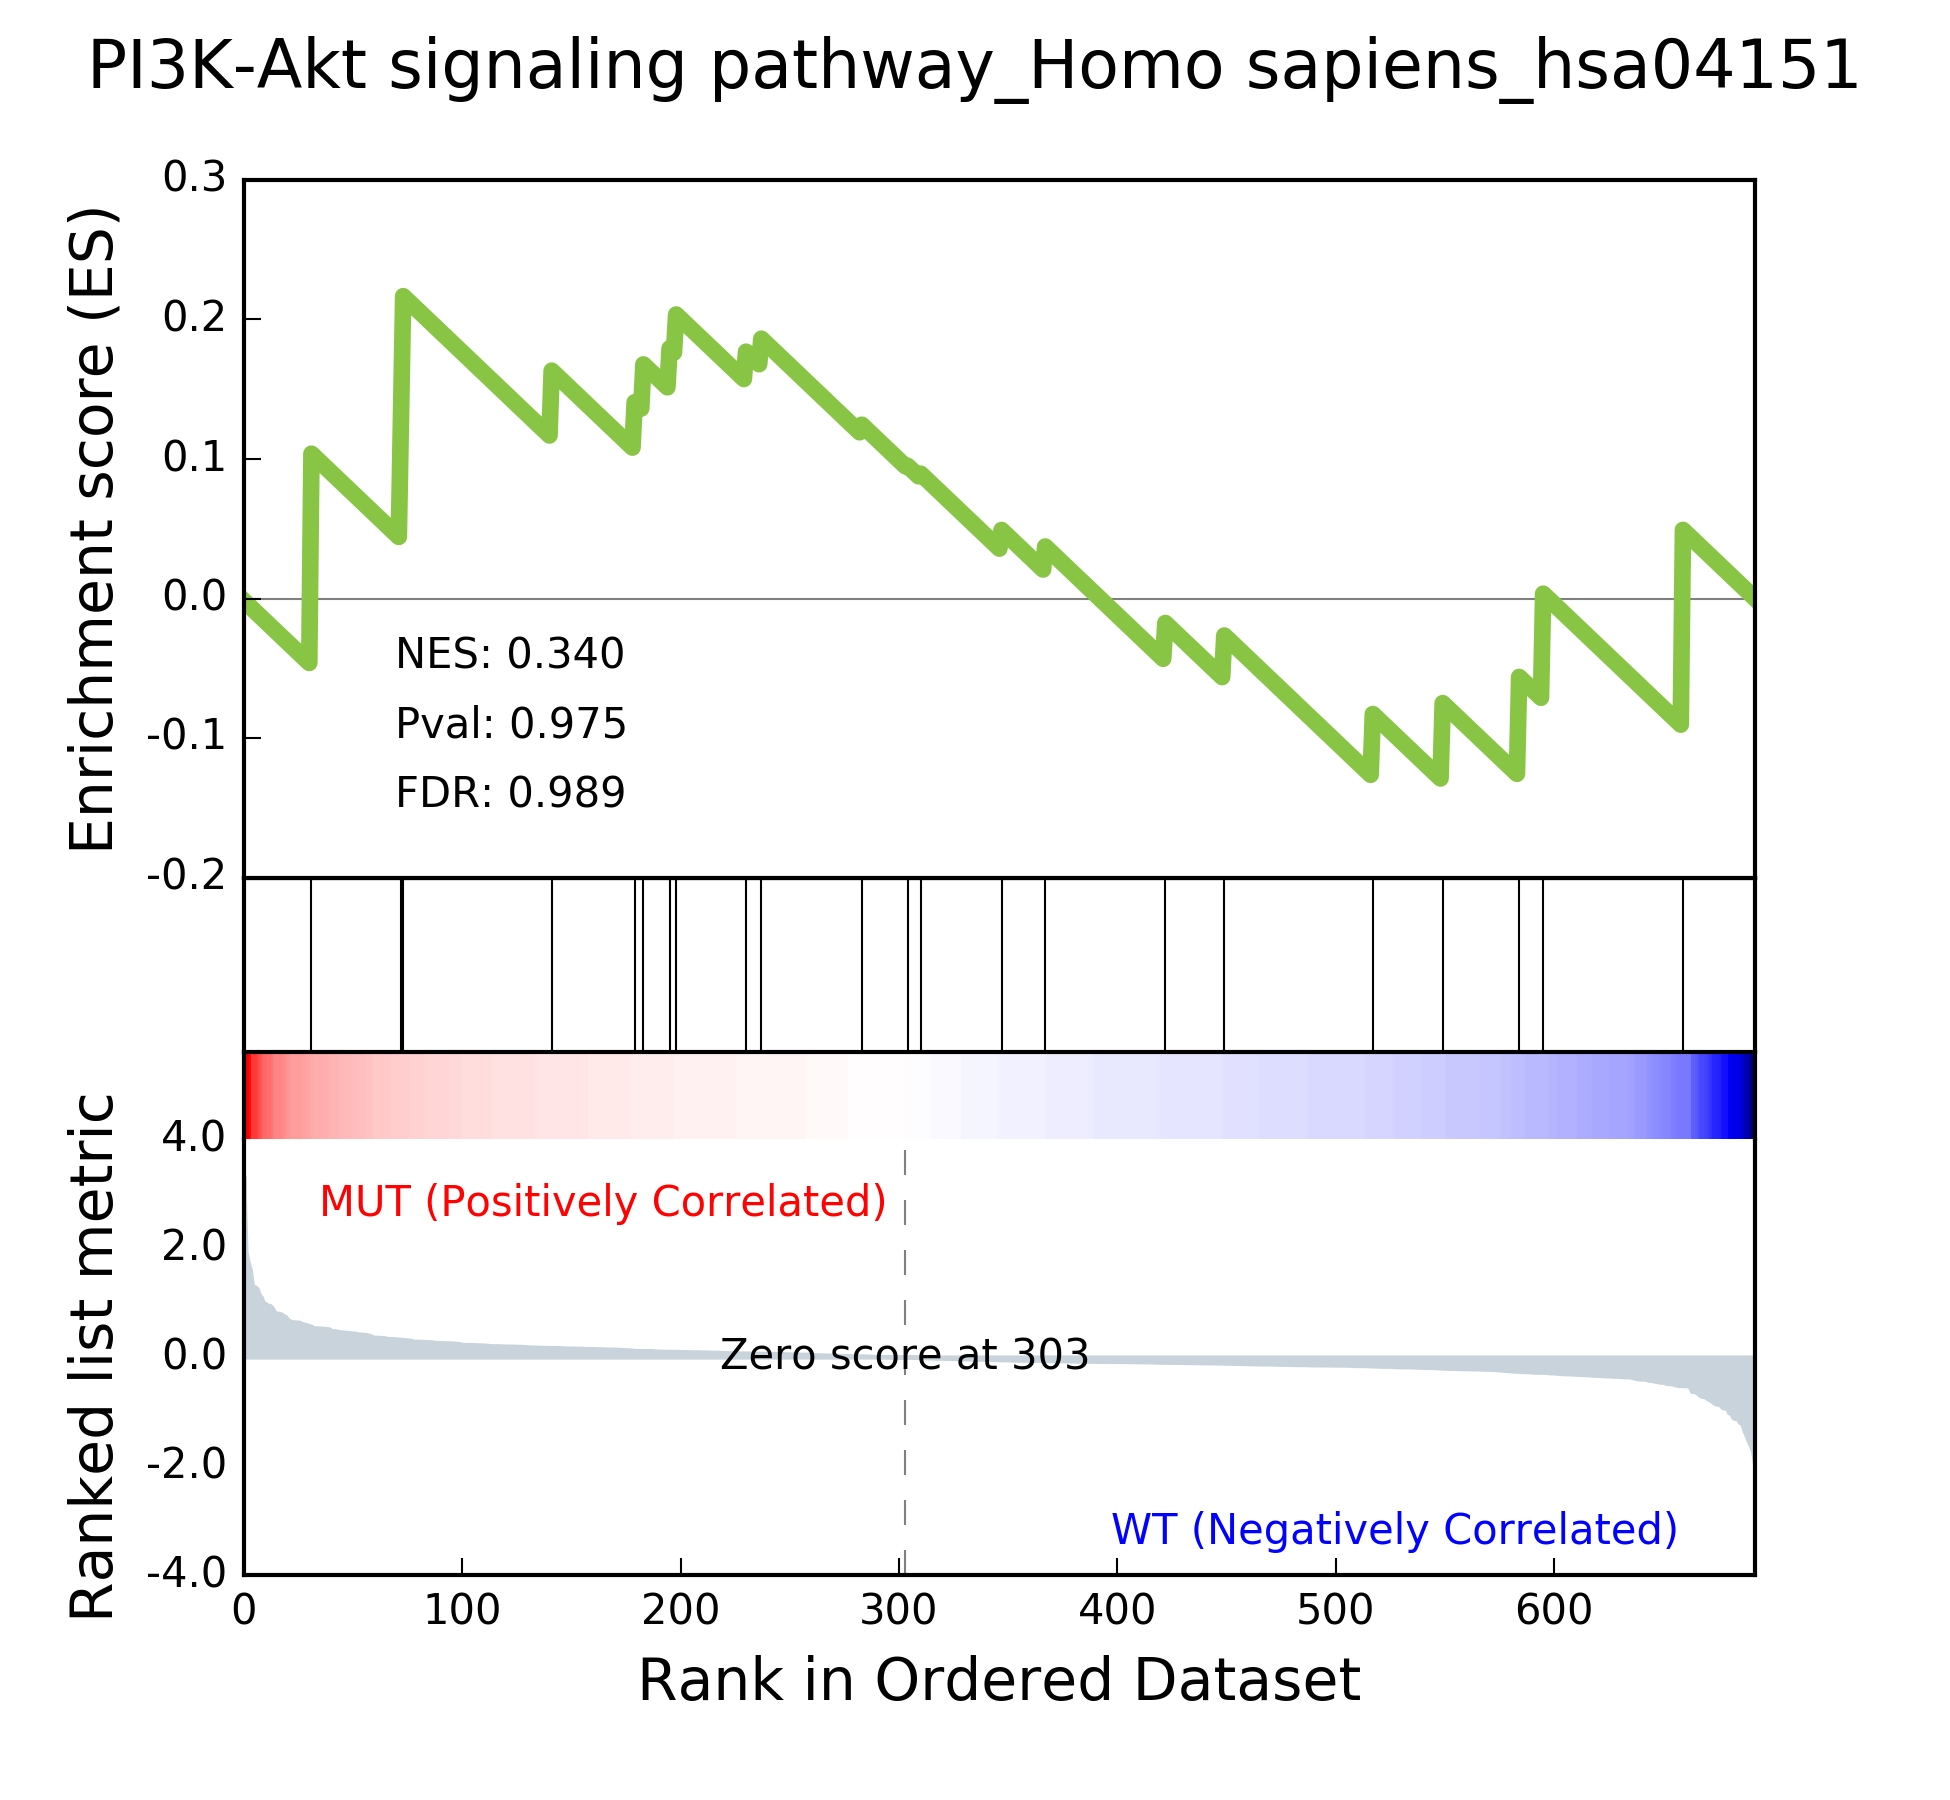 PI3K-Akt signaling pathway_Homo sapiens_hsa04151
Enrichment score (ES)
0.3
0.2
0.1
0.0
-0.1
-0.2
NES: 0.340
Pval: 0.975
FDR: 0.989
Ranked list metric
4.0
2.0
0.0
-2.0
-4.0
MUT (Positively Correlated)
Zero score at 303
WT (Negatively Correlated)
0 100 200 300 400 500 600
Rank in Ordered Dataset